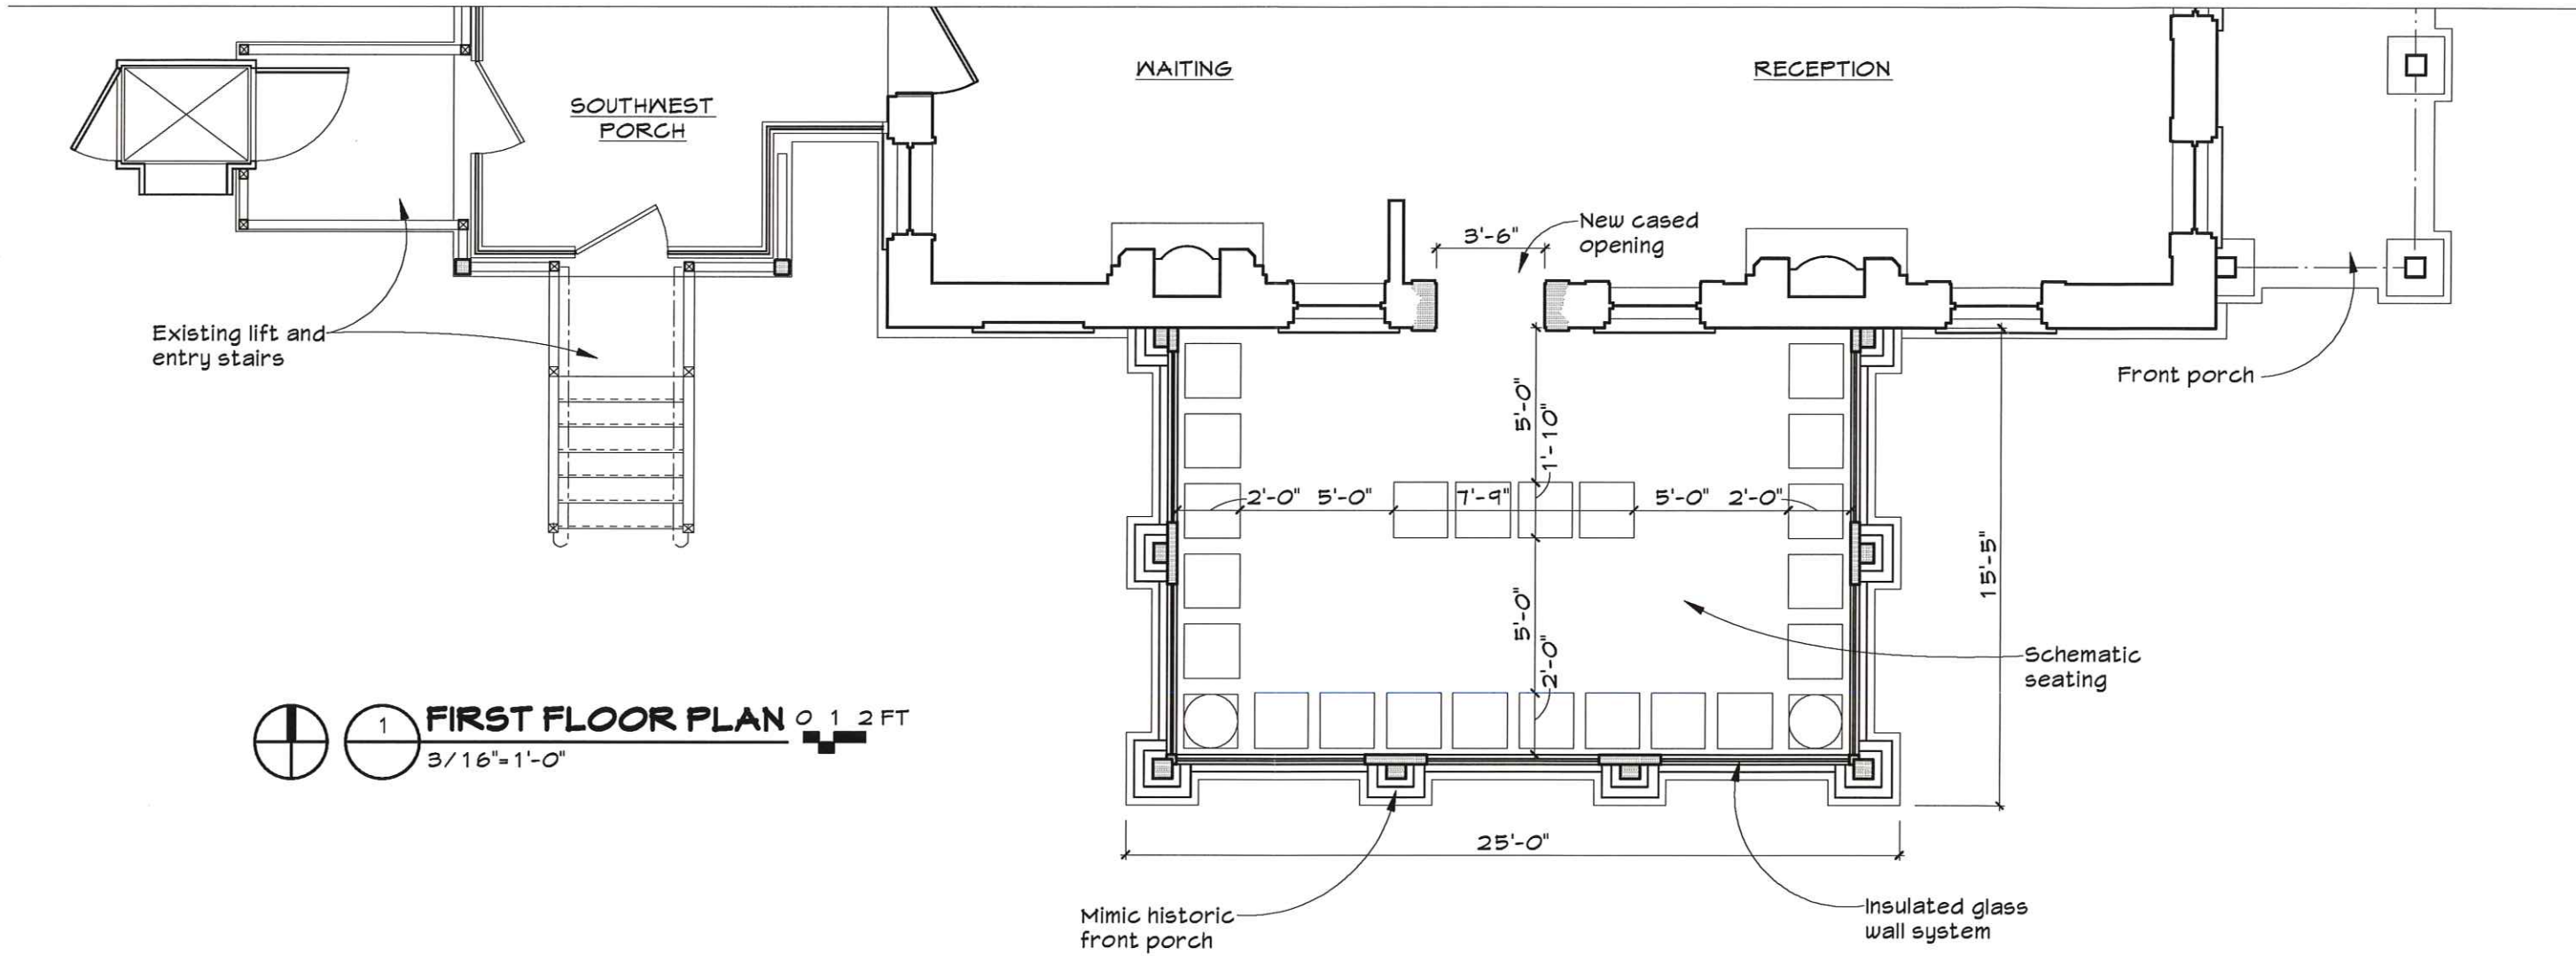 WAITING
RECEPTION
SOUTHWEST
PORCH
New cased
opening
3'-6"
Existing lift and
entry stairs
Front porch
5'-0"
1'-10"
2'-0" 5'-0" 7'-9" 5'-0" 2'-0"
5'-0"
2'-0"
15'-5"
Schematic
seating
1 FIRST FLOOR PLAN 0 1 2 FT
3/16"=1'-0"
25'-0"
Mimic historic
front porch
Insulated glass
wall system